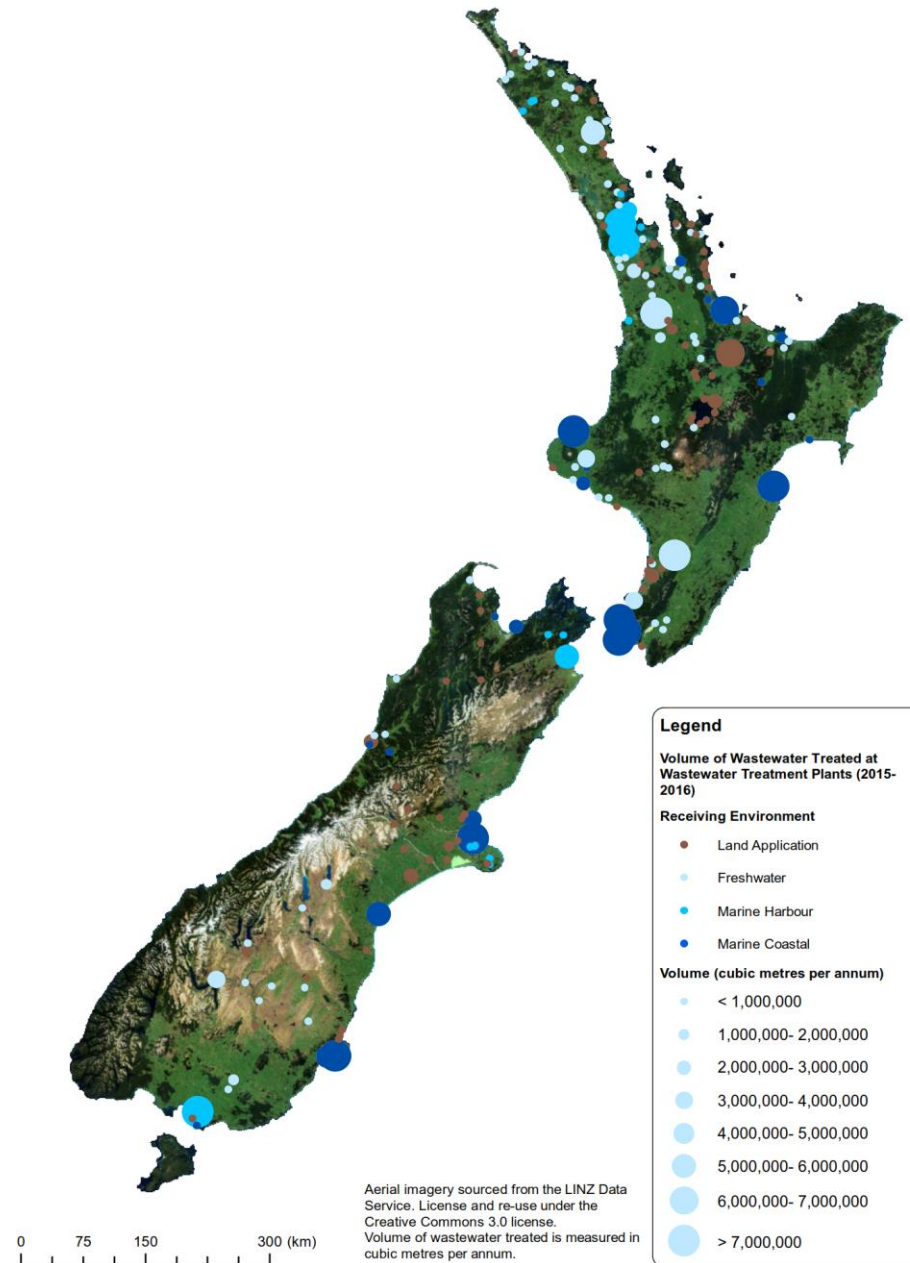 Legend
Volume of Wastewater Treated at
Wastewater Treatment Plants (2015-
2016)
Receiving Environment
Land Application
Freshwater
Marine Harbour
Marine Coastal
Volume (cubic metres per annum)
< 1,000,000
1,000,000- 2,000,000
2,000,000- 3,000,000
3,000,000- 4,000,000
4,000,000- 5,000,000
5,000,000- 6,000,000
6,000,000- 7,000,000
> 7,000,000
Aerial imagery sourced from the LINZ Data
Service. License and re-use under the
Creative Commons 3.0 license.
Volume of wastewater treated is measured in
cubic metres per annum.
0 75 150 300 (km)